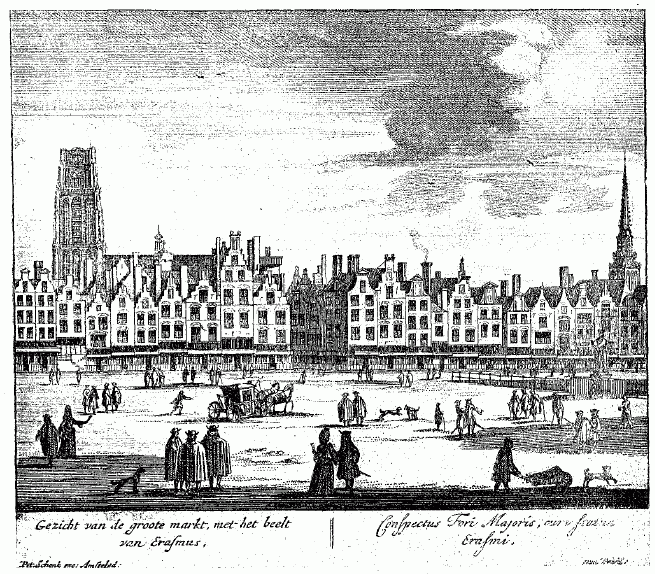 Gezicht van de groote markt, met het beelt
van Erasmus.
Conspectus Fori Majoris, cum statua
Erasmi.
Pet. Schenk exc: Amsteled: